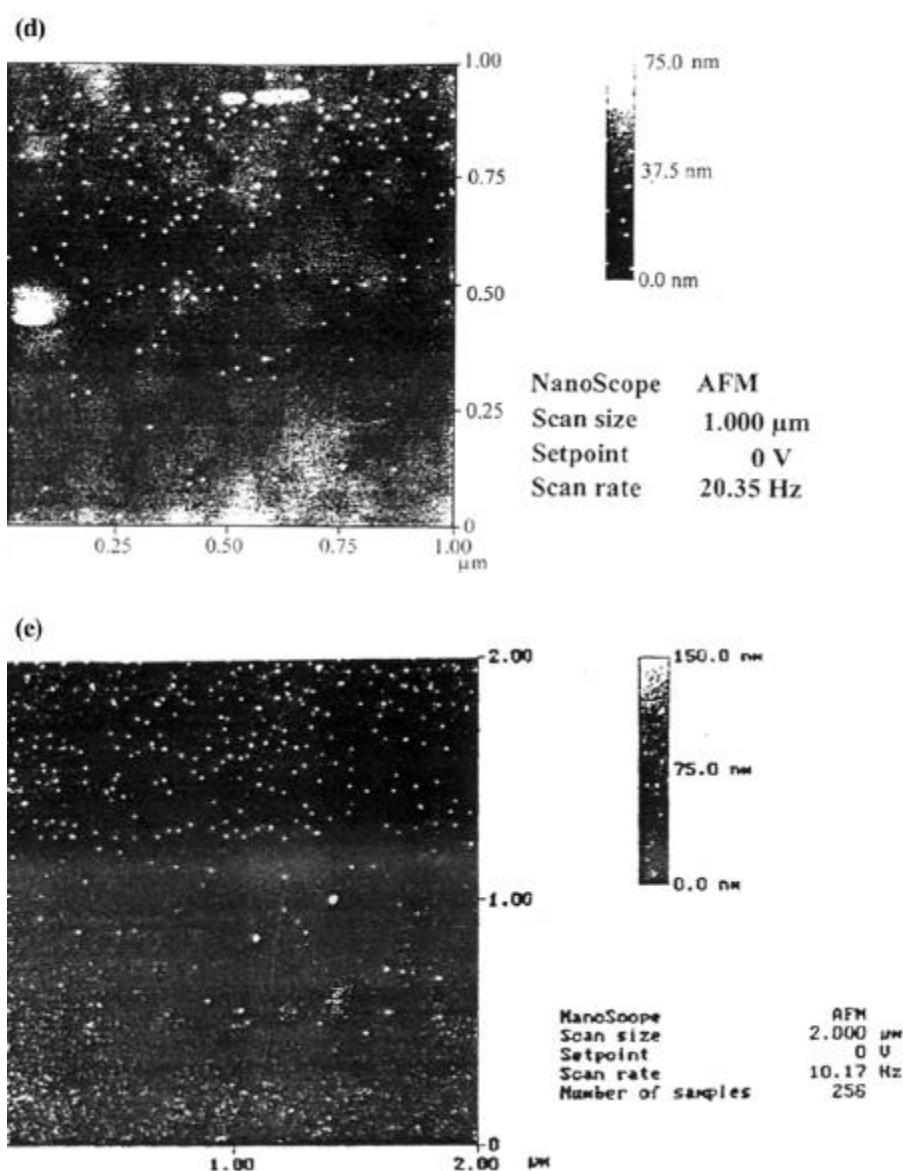 (d)
1.00
0.75
0.50
0.25
0
0.25 0.50 0.75 1.00
μm
75.0 nm
37.5 nm
0.0 nm
NanoScope AFM
Scan size 1.000 μm
Setpoint 0 V
Scan rate 20.35 Hz
(e)
2.00
1.00
0
1.00 2.00
μm
150.0 nm
75.0 nm
0.0 nm
NanoScope AFM
Scan size 2.000 μm
Setpoint 0 V
Scan rate 10.17 Hz
Number of samples 256